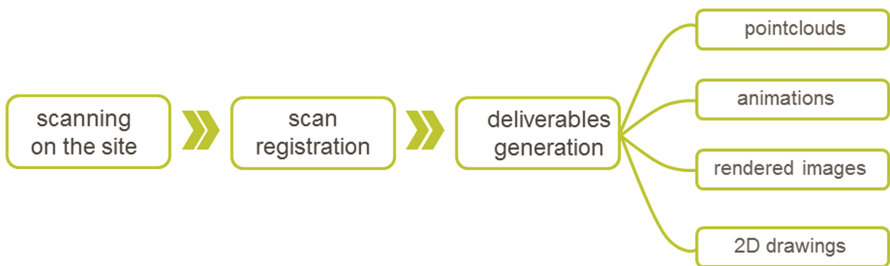 scanning
on the site
scan
registration
deliverables
generation
pointclouds
animations
rendered images
2D drawings